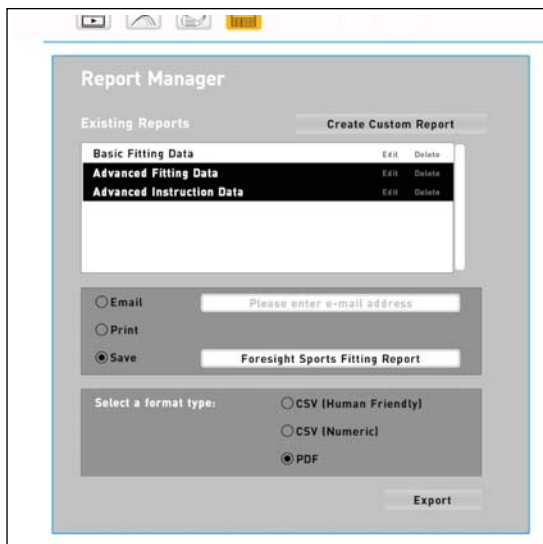 Report Manager
Existing Reports Create Custom Report
Basic Fitting Data Edit Delete
Advanced Fitting Data Edit Delete
Advanced Instruction Data Edit Delete
Email Please enter e-mail address
Print
Save Foresight Sports Fitting Report
Select a format type: CSV (Human Friendly)
CSV (Numeric)
PDF
Export